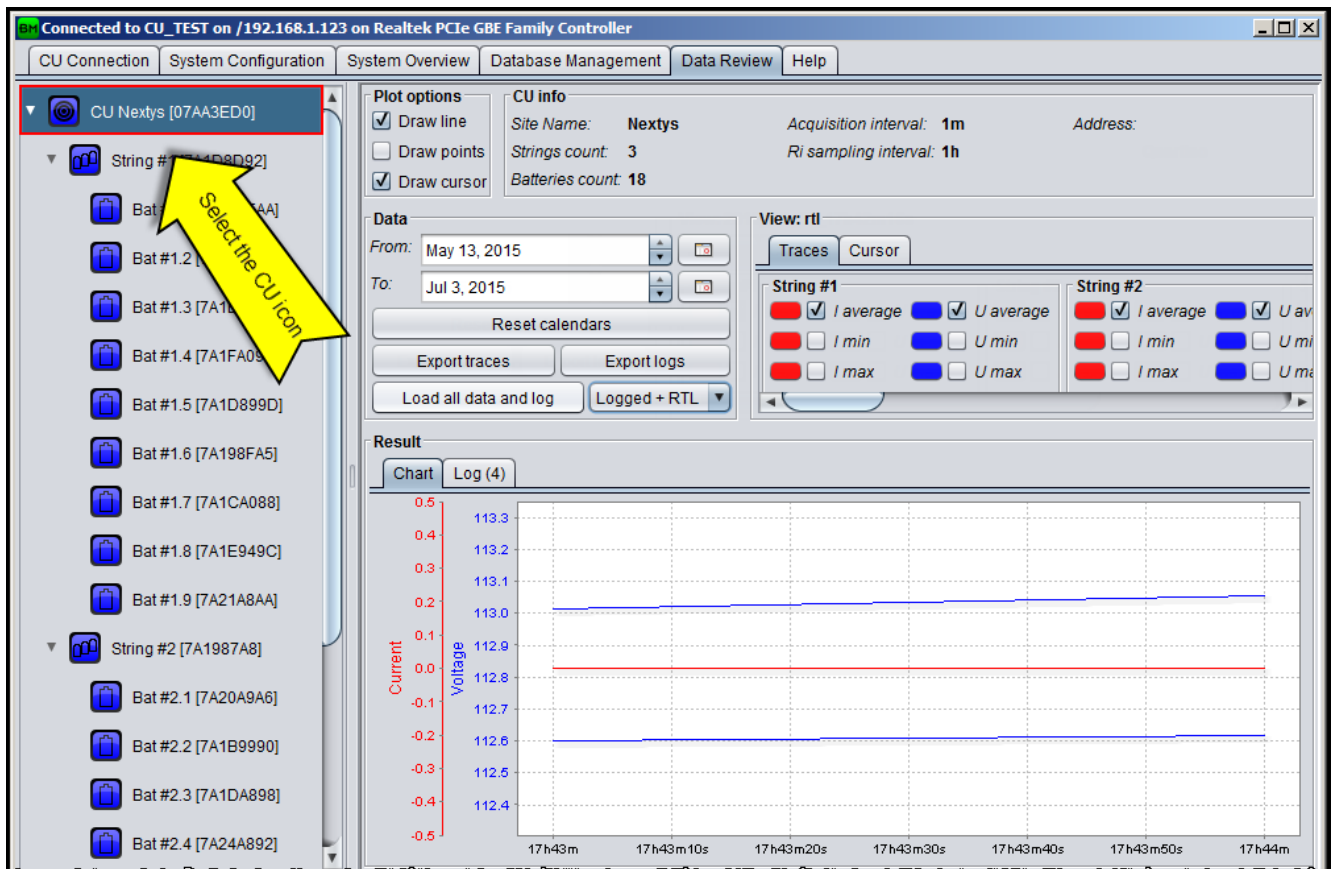 BM Connected to CU_TEST on /192.168.1.123 on Realtek PCIe GBE Family Controller
CU Connection System Configuration System Overview Database Management Data Review Help
CU Nextys [07AA3ED0]
String #1
Bat
Bat #1.2
Bat #1.3
Bat #1.4
Bat #1.5 [7A1D899D]
Bat #1.6 [7A198FA5]
Bat #1.7 [7A1CA088]
Bat #1.8 [7A1E949C]
Bat #1.9 [7A21A8AA]
String #2 [7A1987A8]
Bat #2.1 [7A20A9A6]
Bat #2.2 [7A1B9990]
Bat #2.3 [7A1DA898]
Bat #2.4 [7A24A892]
Select the CU icon
Plot options
Draw line
Draw points
Draw cursor
CU info
Site Name: Nextys Acquisition interval: 1m Address:
Strings count: 3 Ri sampling interval: 1h
Batteries count: 18
Data
From: May 13, 2015
To: Jul 3, 2015
Reset calendars
Export traces Export logs
Load all data and log Logged + RTL
View: rtl
Traces Cursor
String #1
I average U average
I min U min
I max U max
String #2
I average U av
I min U mi
I max U ma
Result
Chart Log (4)
Current
0.5
0.4
0.3
0.2
0.1
0.0
-0.1
-0.2
-0.3
-0.4
-0.5
Voltage
113.3
113.2
113.1
113.0
112.9
112.8
112.7
112.6
112.5
112.4
17h43m 17h43m10s 17h43m20s 17h43m30s 17h43m40s 17h43m50s 17h44m